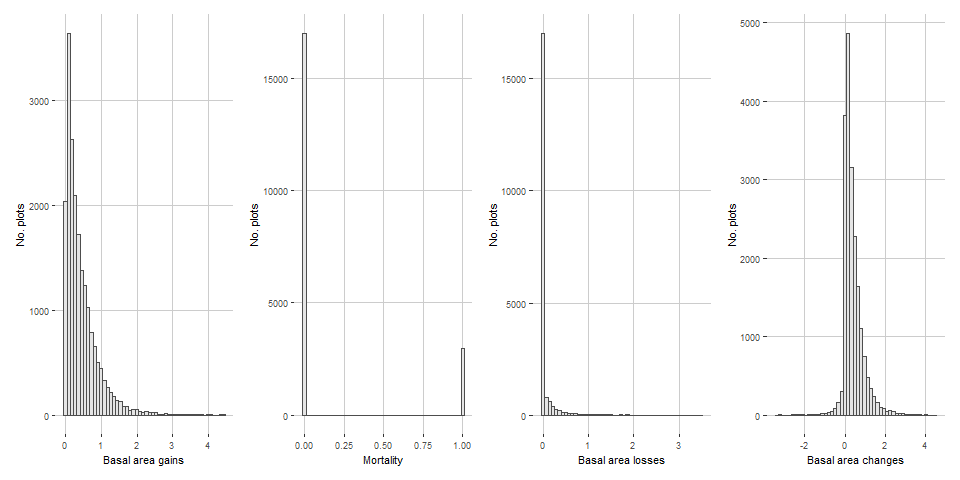 No. plots
3000
2000
1000
0
0 1 2 3 4
Basal area gains
No. plots
15000
10000
5000
0
0.00 0.25 0.50 0.75 1.00
Mortality
No. plots
15000
10000
5000
0
0 1 2 3
Basal area losses
No. plots
5000
4000
3000
2000
1000
0
-2 0 2 4
Basal area changes